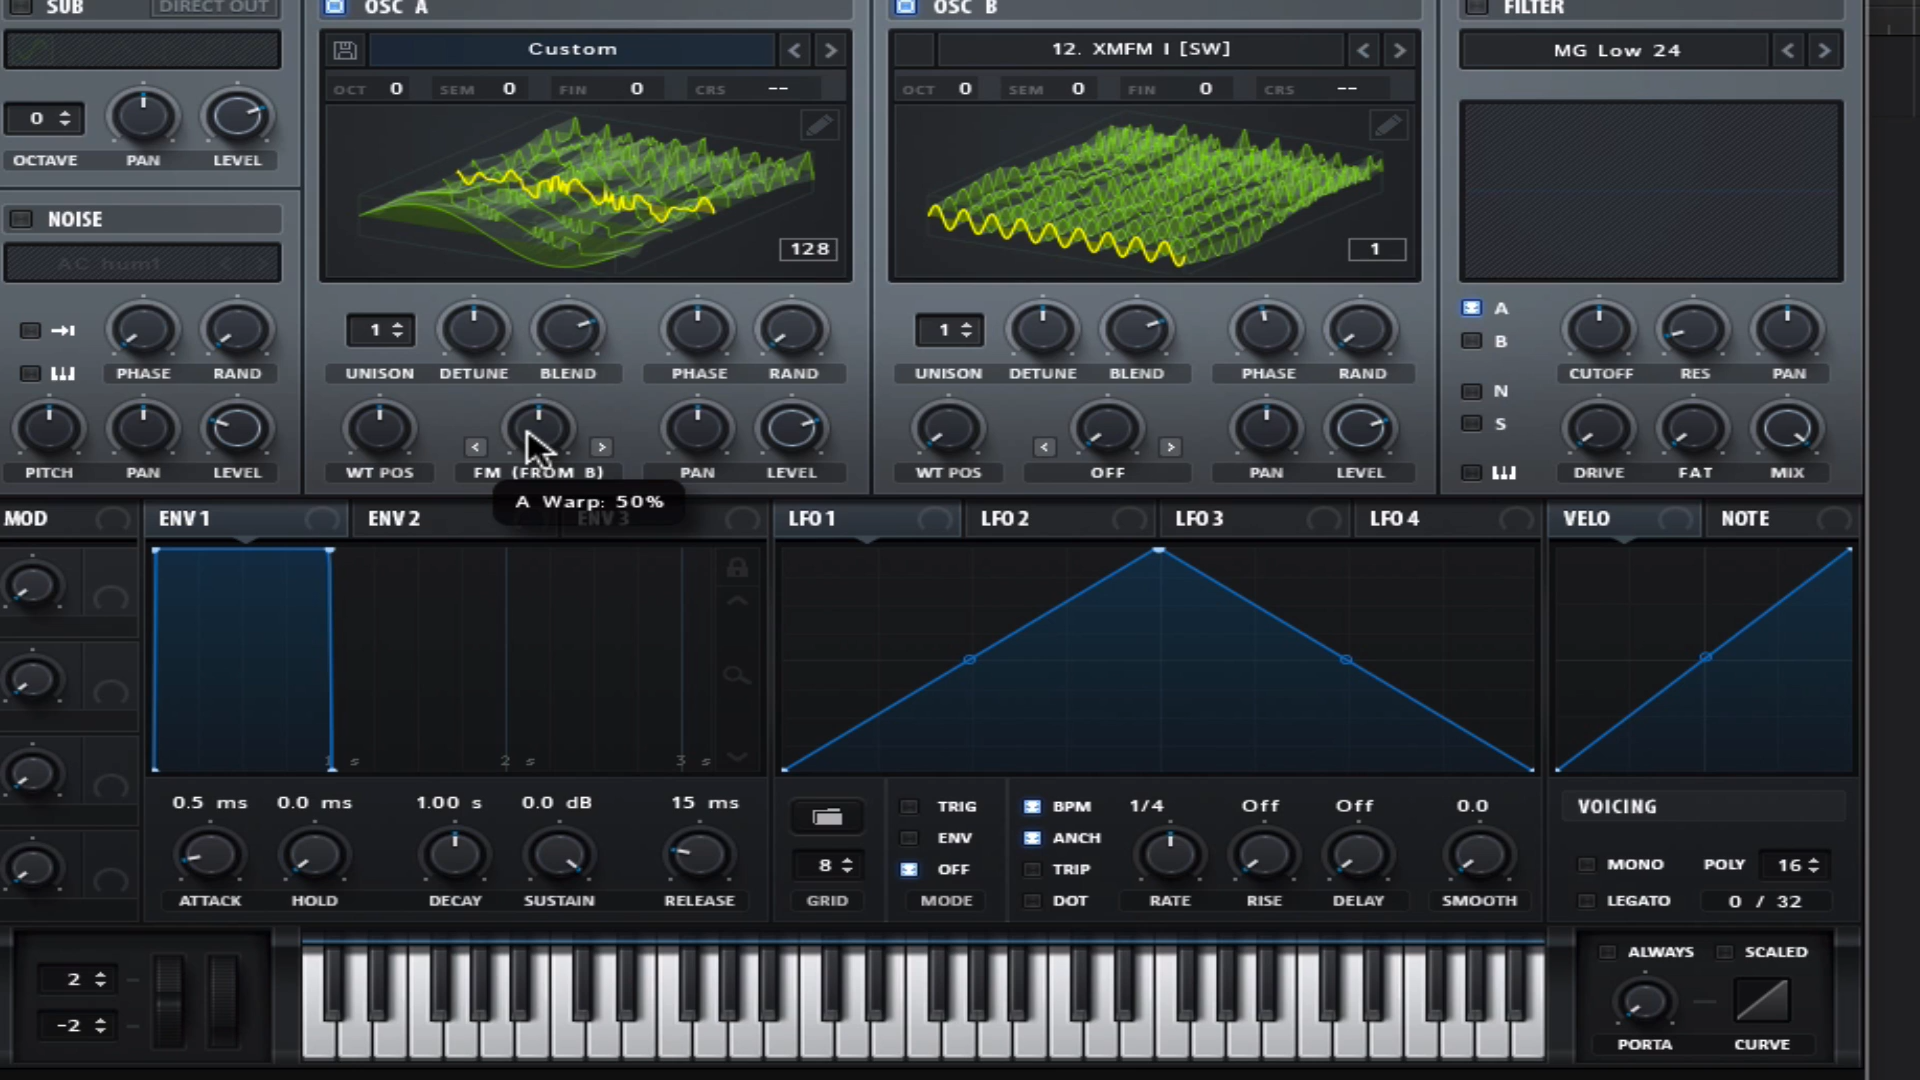 SUB DIRECT OUT OSC A OSC B FILTER
Custom 12. XMFM I [SW] MG Low 24
OCT 0 SEM 0 FIN 0 CRS -- OCT 0 SEM 0 FIN 0 CRS --
0
OCTAVE PAN LEVEL
NOISE
128 1
AC hum1
A
B
1 1
PHASE RAND UNISON DETUNE BLEND PHASE RAND UNISON DETUNE BLEND PHASE RAND CUTOFF RES PAN
N
S
< > < >
PITCH PAN LEVEL WT POS FM (FROM B) PAN LEVEL WT POS OFF PAN LEVEL DRIVE FAT MIX
A Warp: 50%
MOD ENV 1 ENV 2 ENV 3 LFO 1 LFO 2 LFO 3 LFO 4 VELO NOTE
1 s 2 s 3 s
0.5 ms 0.0 ms 1.00 s 0.0 dB 15 ms TRIG BPM 1/4 Off Off 0.0 VOICING
ENV ANCH
8 OFF TRIP MONO POLY 16
ATTACK HOLD DECAY SUSTAIN RELEASE GRID MODE DOT RATE RISE DELAY SMOOTH LEGATO 0 / 32
ALWAYS SCALED
2
-2
PORTA CURVE